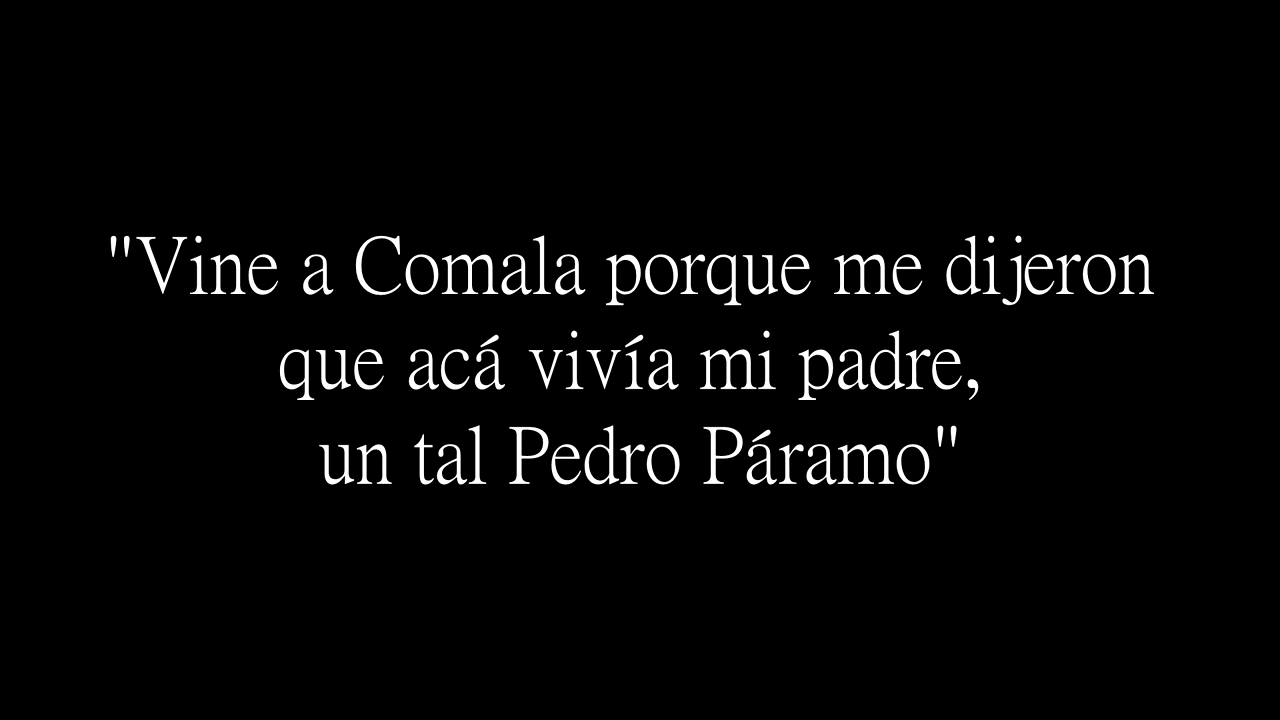 "Vine a Comala porque me dijeron
que acá vivía mi padre,
un tal Pedro Páramo"